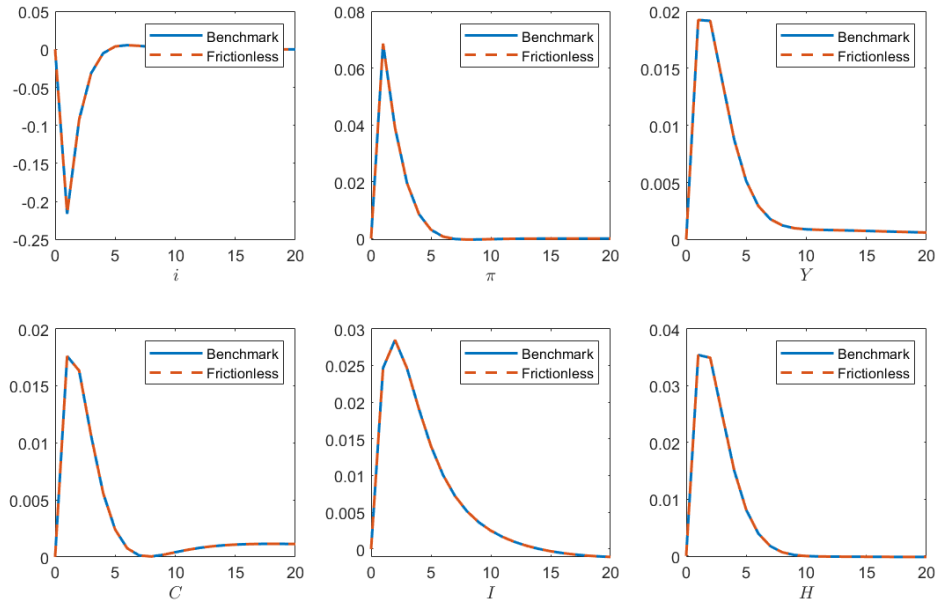 0.05
0
-0.05
-0.1
-0.15
-0.2
-0.25
Benchmark
Frictionless
0 5 10 15 20
i
0.08
0.06
0.04
0.02
0
Benchmark
Frictionless
0 5 10 15 20
π
0.02
0.015
0.01
0.005
0
Benchmark
Frictionless
0 5 10 15 20
Y
0.02
0.015
0.01
0.005
0
Benchmark
Frictionless
0 5 10 15 20
C
0.03
0.025
0.02
0.015
0.01
0.005
0
Benchmark
Frictionless
0 5 10 15 20
I
0.04
0.03
0.02
0.01
0
Benchmark
Frictionless
0 5 10 15 20
H